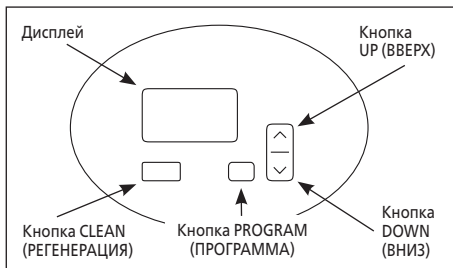 Дисплей
Кнопка
UP (ВВЕРХ)
Кнопка CLEAN
(РЕГЕНЕРАЦИЯ)
Кнопка PROGRAM
(ПРОГРАММА)
Кнопка
DOWN
(ВНИЗ)